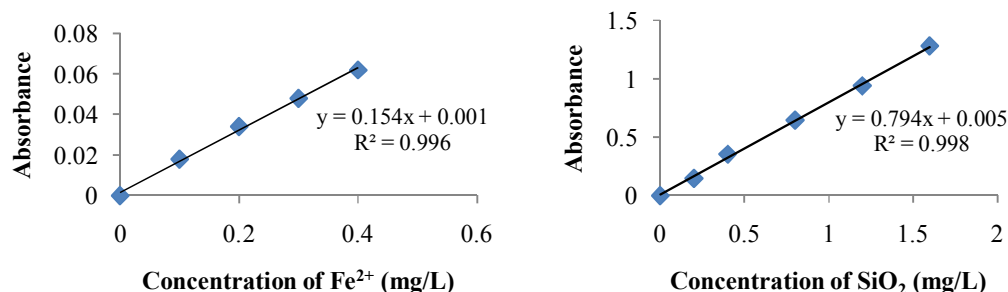 0.08
0.06
0.04
0.02
0
Absorbance
y = 0.154x + 0.001
R² = 0.996
0 0.2 0.4 0.6
Concentration of Fe²⁺ (mg/L)
1.5
1
0.5
0
Absorbance
y = 0.794x + 0.005
R² = 0.998
0 0.5 1 1.5 2
Concentration of SiO₂ (mg/L)